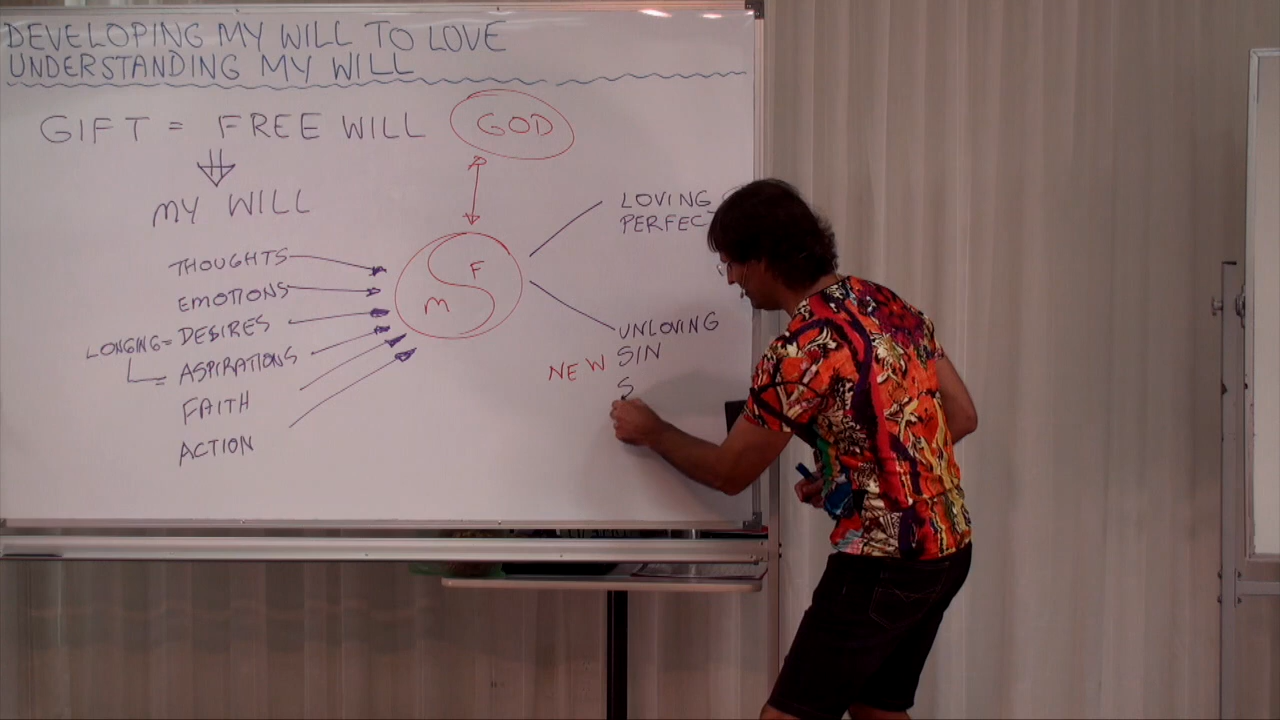 DEVELOPING MY WILL TO LOVE
UNDERSTANDING MY WILL
GIFT = FREE WILL
GOD
MY WILL
THOUGHTS
EMOTIONS
LONGING = DESIRES
= ASPIRATIONS
FAITH
ACTION
F
M
LOVING
PERFEC
UNLOVING
NEW SIN
S